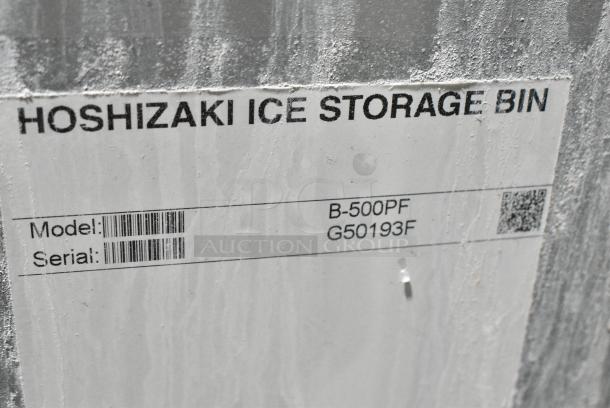 HOSHIZAKI ICE STORAGE BIN
Model: B-500PF
Serial: G50193F
PCI
AUCTION GROUP